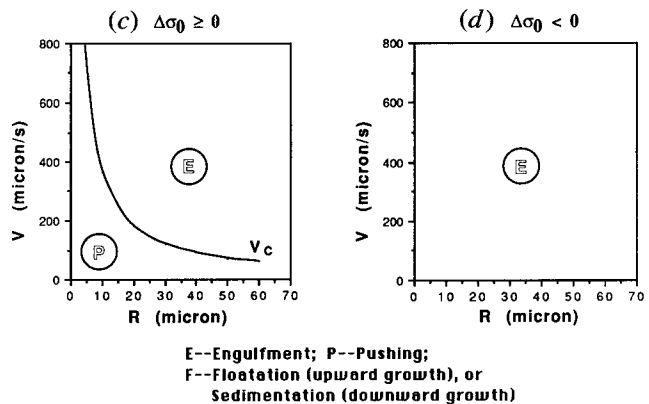 (c) Δσ₀ ≥ 0
(d) Δσ₀ < 0
800
600
400
200
0
V (micron/s)
E
P
Vc
0 10 20 30 40 50 60 70
R (micron)
800
600
400
200
0
V (micron/s)
E
0 10 20 30 40 50 60 70
R (micron)
E--Engulfment; P--Pushing;
F--Floatation (upward growth), or
Sedimentation (downward growth)